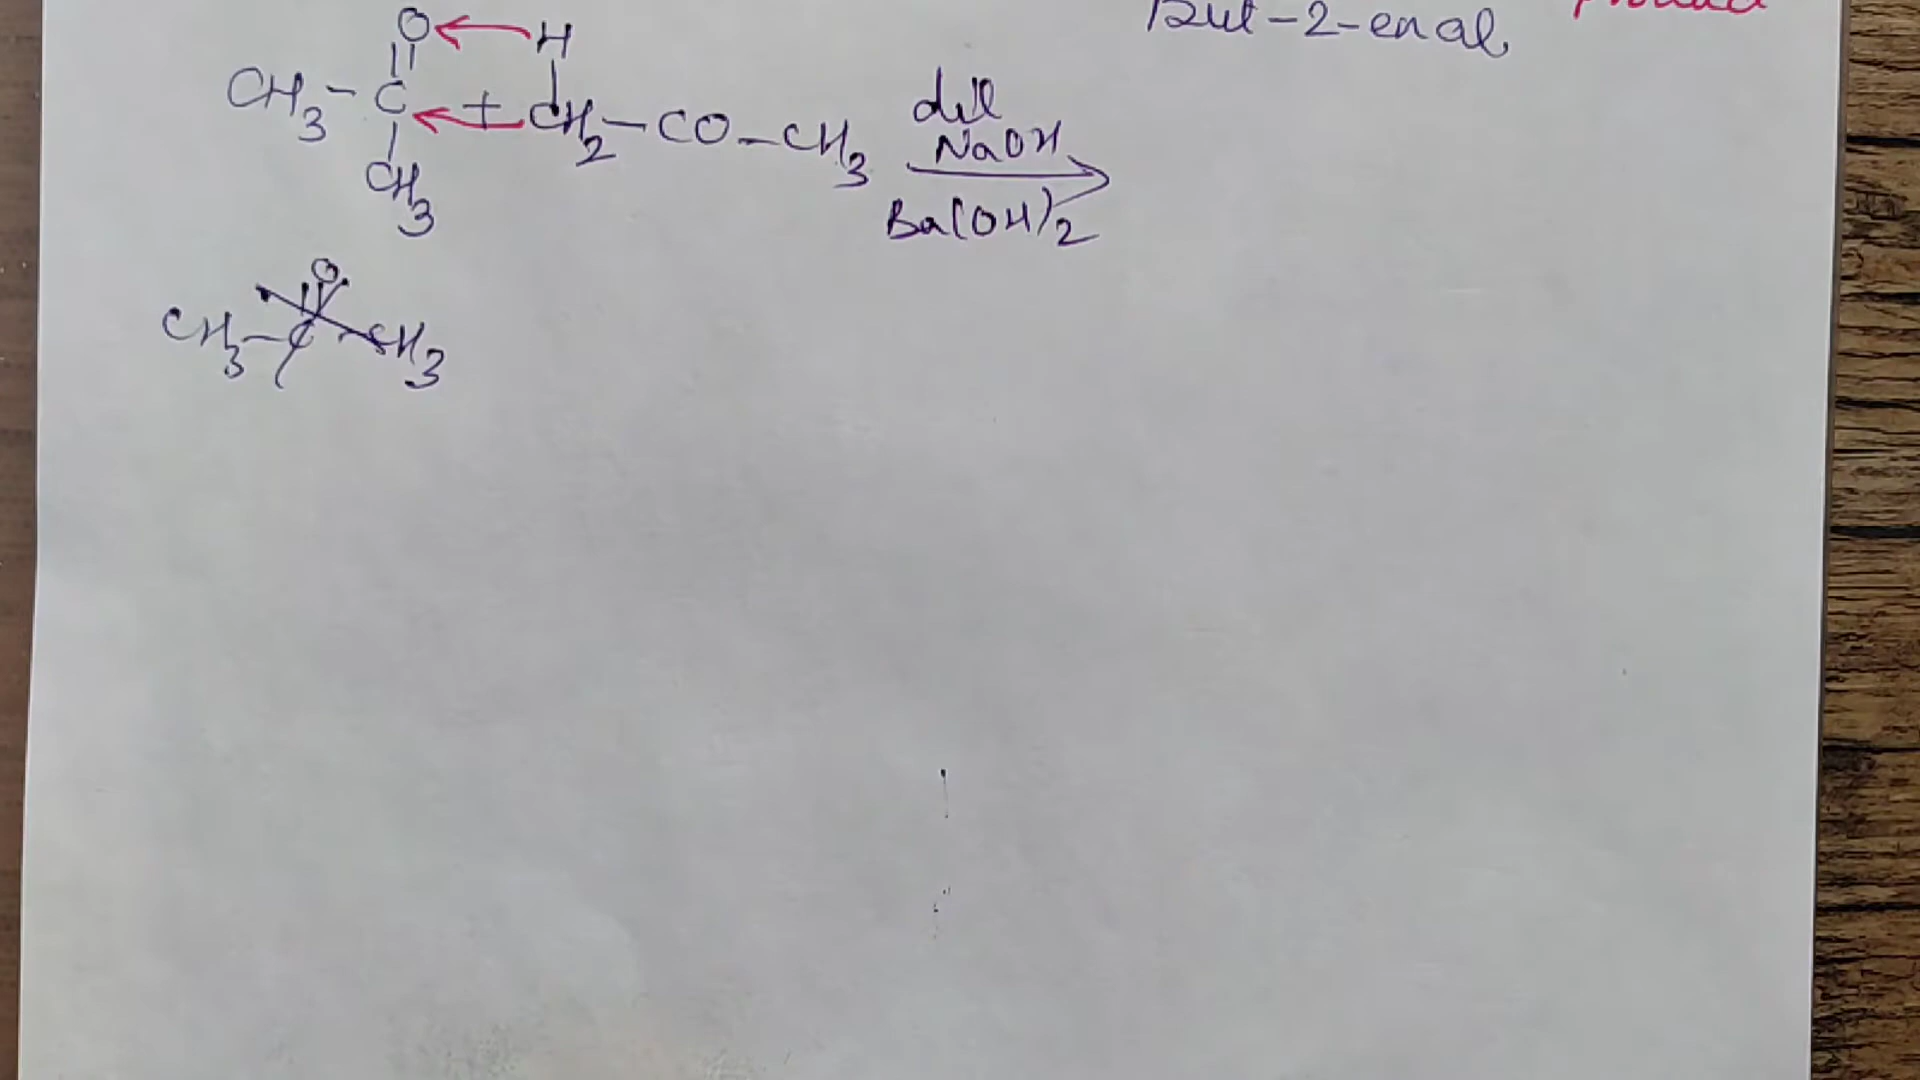 But-2-enal
O H
CH3-C + CH2-CO-CH3 dil NaOH
CH3 Ba(OH)2
O
CH3-C CH3